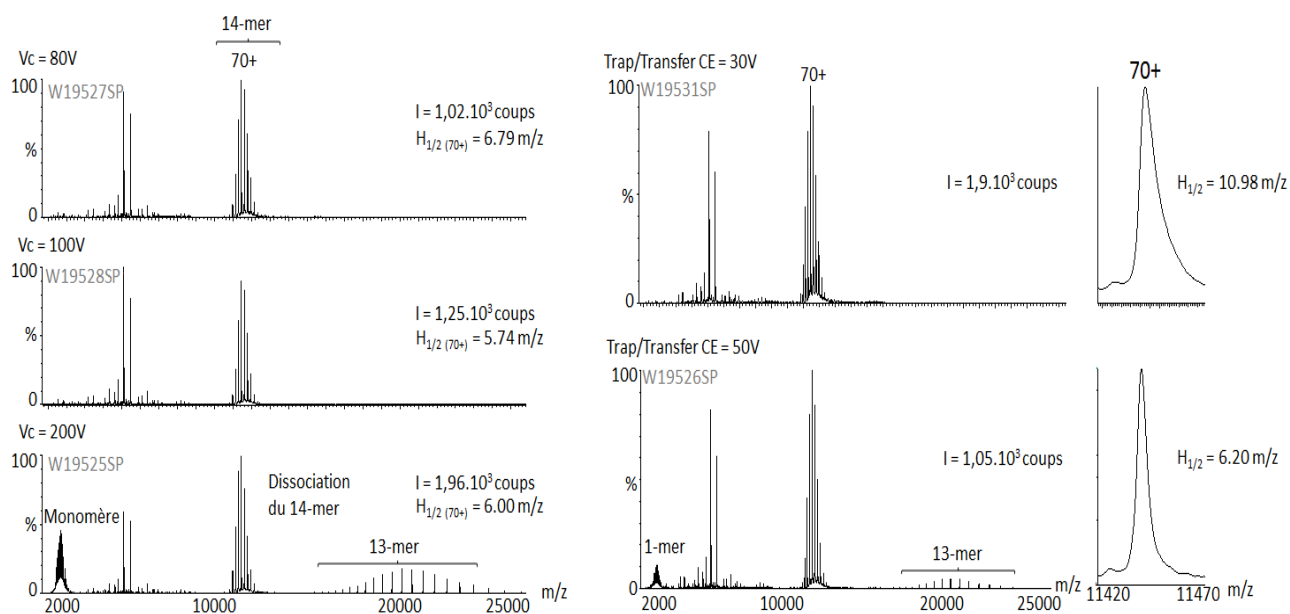 14-mer
Vc = 80V
70+
100
W19527SP
I = 1,02.10³ coups
H1/2 (70+) = 6.79 m/z
%
0
Vc = 100V
100
W19528SP
I = 1,25.10³ coups
H1/2 (70+) = 5.74 m/z
%
0
Vc = 200V
100
W19525SP
Dissociation
du 14-mer
I = 1,96.10³ coups
H1/2 (70+) = 6.00 m/z
Monomère
%
13-mer
0
m/z
2000 10000 20000 25000
Trap/Transfer CE = 30V
70+
100
W19531SP
I = 1,9.10³ coups
%
0
70+
H1/2 = 10.98 m/z
Trap/Transfer CE = 50V
100
W19526SP
I = 1,05.10³ coups
%
1-mer
13-mer
0
m/z
2000 10000 20000 25000
H1/2 = 6.20 m/z
11420 11470 m/z